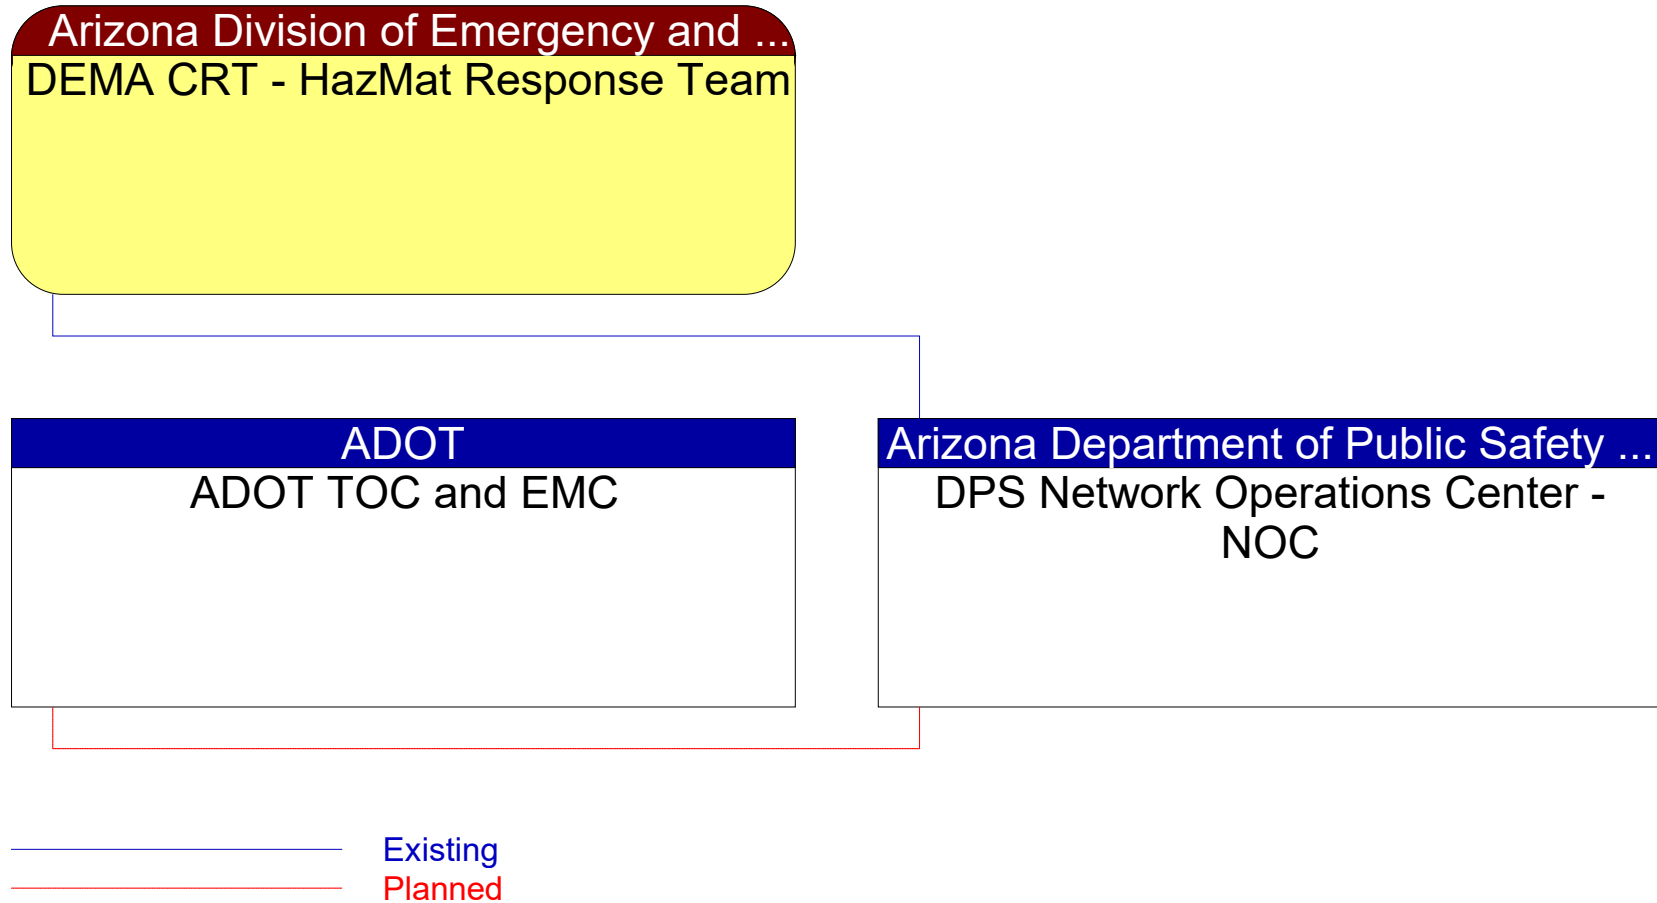 Arizona Division of Emergency and ...
DEMA CRT - HazMat Response Team
ADOT
ADOT TOC and EMC
Arizona Department of Public Safety ...
DPS Network Operations Center -
NOC
Existing
Planned